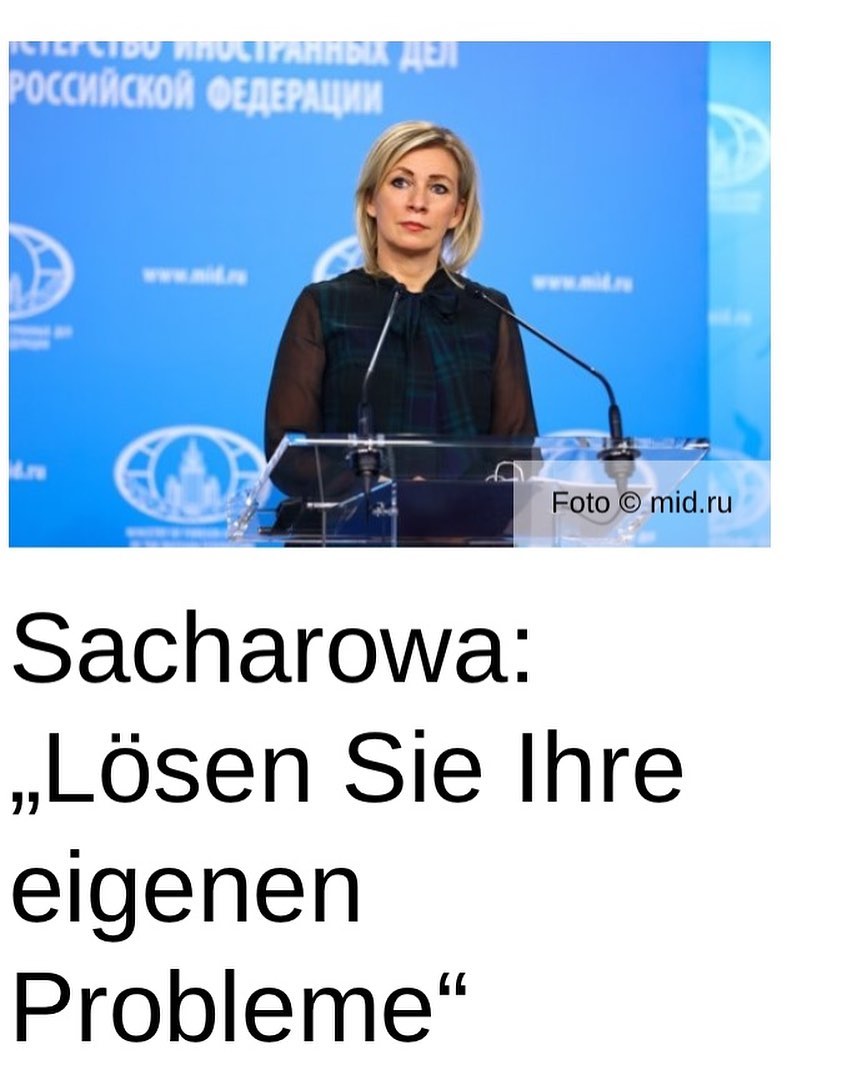 ИСТЕРСТВО ИНОСТРАННЫХ ДЕЛ
РОССИЙСКОЙ ФЕДЕРАЦИИ
www.mid.ru
www.mid.ru
Foto © mid.ru
Sacharowa:
„Lösen Sie Ihre
eigenen
Probleme“